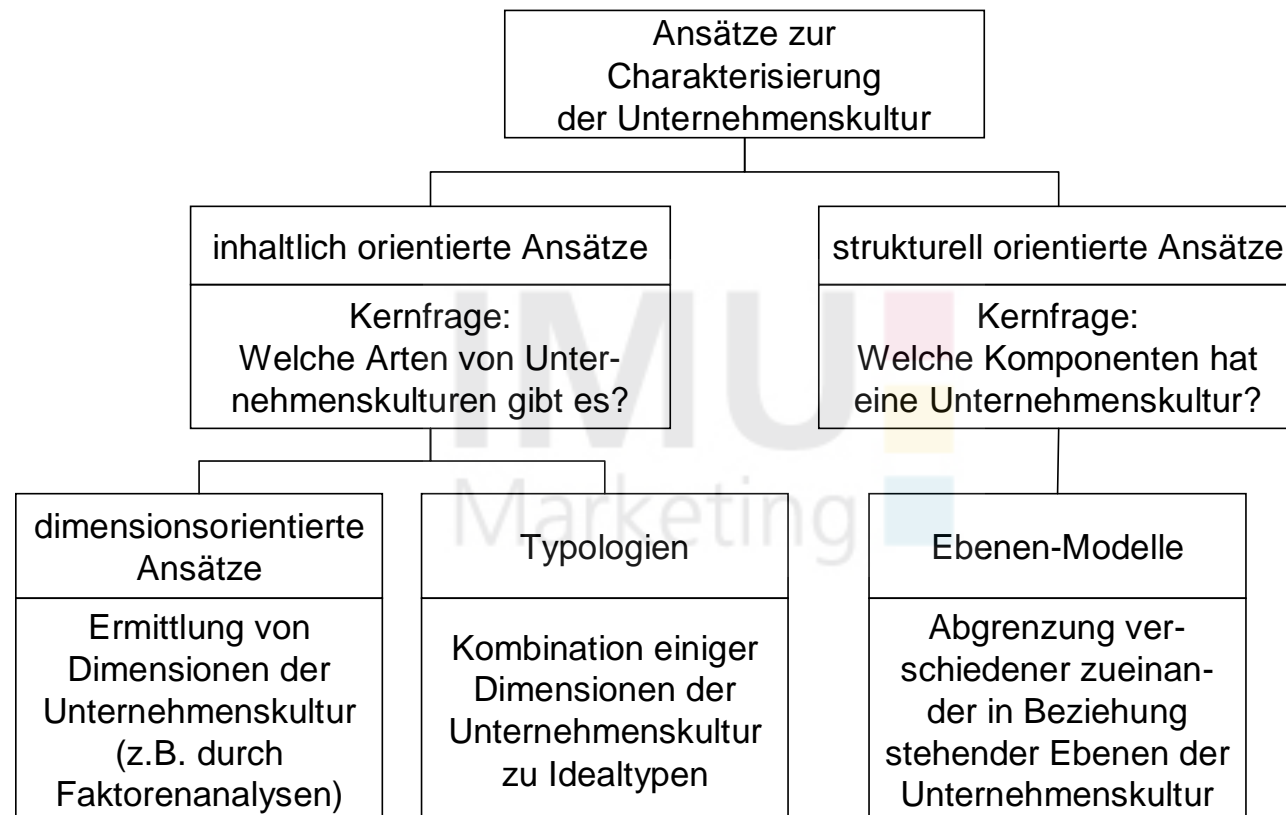 Ansätze zur
Charakterisierung
der Unternehmenskultur
inhaltlich orientierte Ansätze
Kernfrage:
Welche Arten von Unter-
nehmenskulturen gibt es?
strukturell orientierte Ansätze
Kernfrage:
Welche Komponenten hat
eine Unternehmenskultur?
dimensionsorientierte
Ansätze
Ermittlung von
Dimensionen der
Unternehmenskultur
(z.B. durch
Faktorenanalysen)
Typologien
Kombination einiger
Dimensionen der
Unternehmenskultur
zu Idealtypen
Ebenen-Modelle
Abgrenzung ver-
schiedener zueinan-
der in Beziehung
stehender Ebenen der
Unternehmenskultur
IMU
Marketing